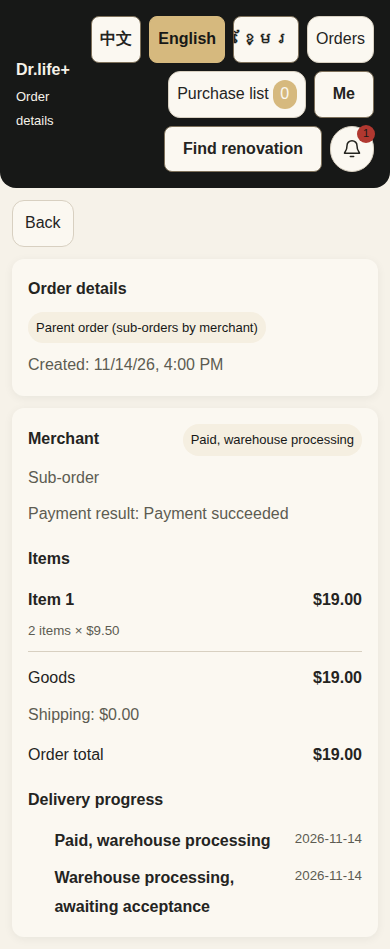 中文
English
ខ្មែរ
Orders
Dr.life+
Order
details
Purchase list 0
Me
Find renovation
1
Back
Order details
Parent order (sub-orders by merchant)
Created: 11/14/26, 4:00 PM
Merchant
Paid, warehouse processing
Sub-order
Payment result: Payment succeeded
Items
Item 1 $19.00
2 items × $9.50
Goods $19.00
Shipping: $0.00
Order total $19.00
Delivery progress
Paid, warehouse processing 2026-11-14
Warehouse processing, 2026-11-14
awaiting acceptance